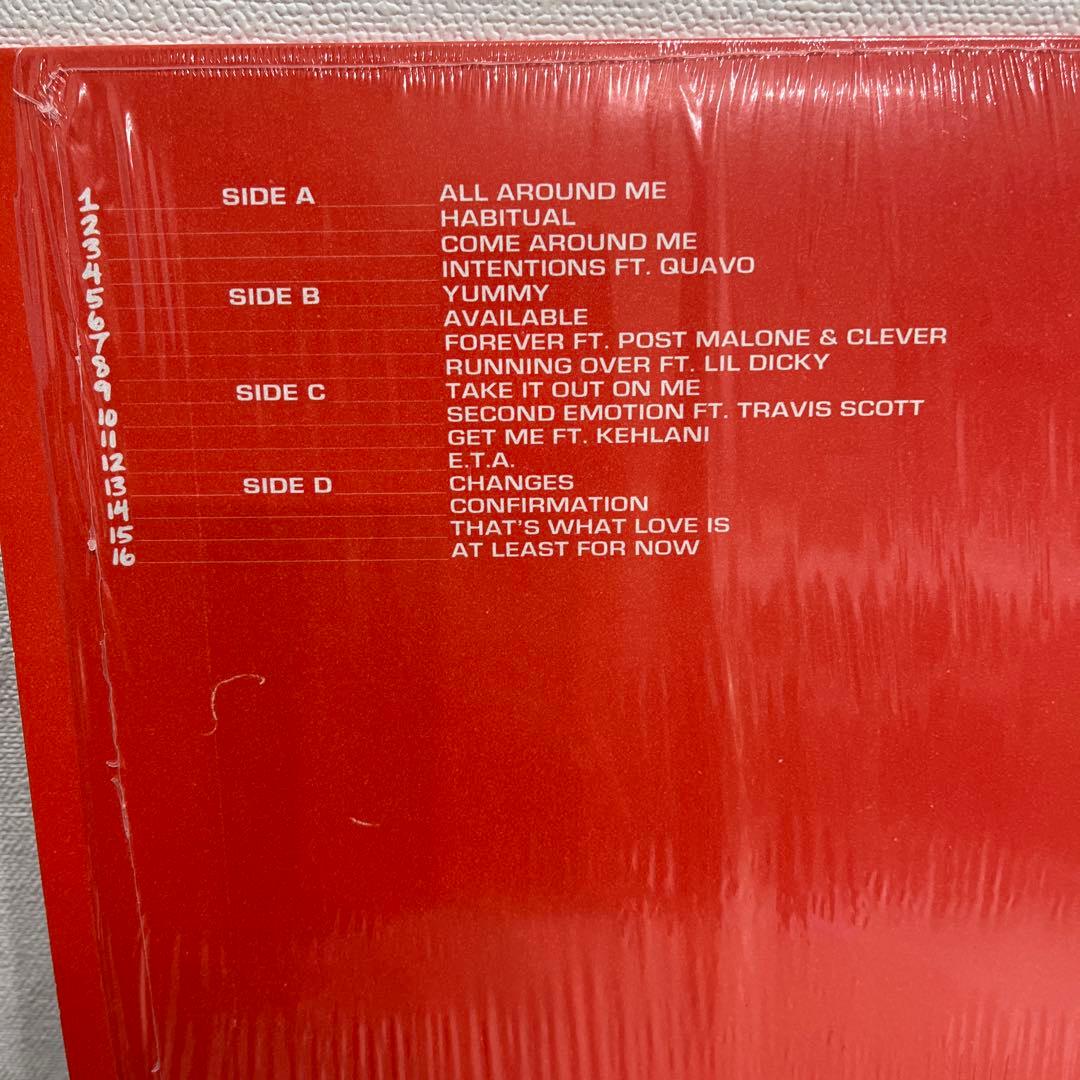 1 SIDE A ALL AROUND ME
2 HABITUAL
3 COME AROUND ME
4 INTENTIONS FT. QUAVO
5 SIDE B YUMMY
6 AVAILABLE
7 FOREVER FT. POST MALONE & CLEVER
8 RUNNING OVER FT. LIL DICKY
9 SIDE C TAKE IT OUT ON ME
10 SECOND EMOTION FT. TRAVIS SCOTT
11 GET ME FT. KEHLANI
12 E.T.A.
13 SIDE D CHANGES
14 CONFIRMATION
15 THAT'S WHAT LOVE IS
16 AT LEAST FOR NOW